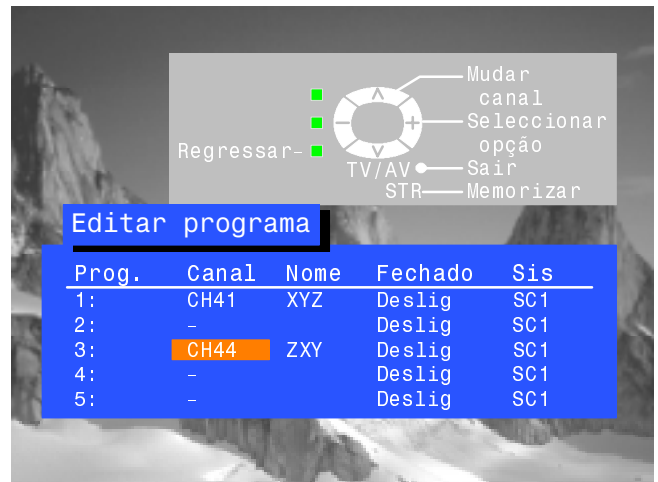 Mudar
canal
Seleccionar
opção
Regressar-
TV/AV
Sair
STR
Memorizar
Editar programa
Prog. Canal Nome Fechado Sis
1: CH41 XYZ Deslig SC1
2: - Deslig SC1
3: CH44 ZXY Deslig SC1
4: - Deslig SC1
5: - Deslig SC1